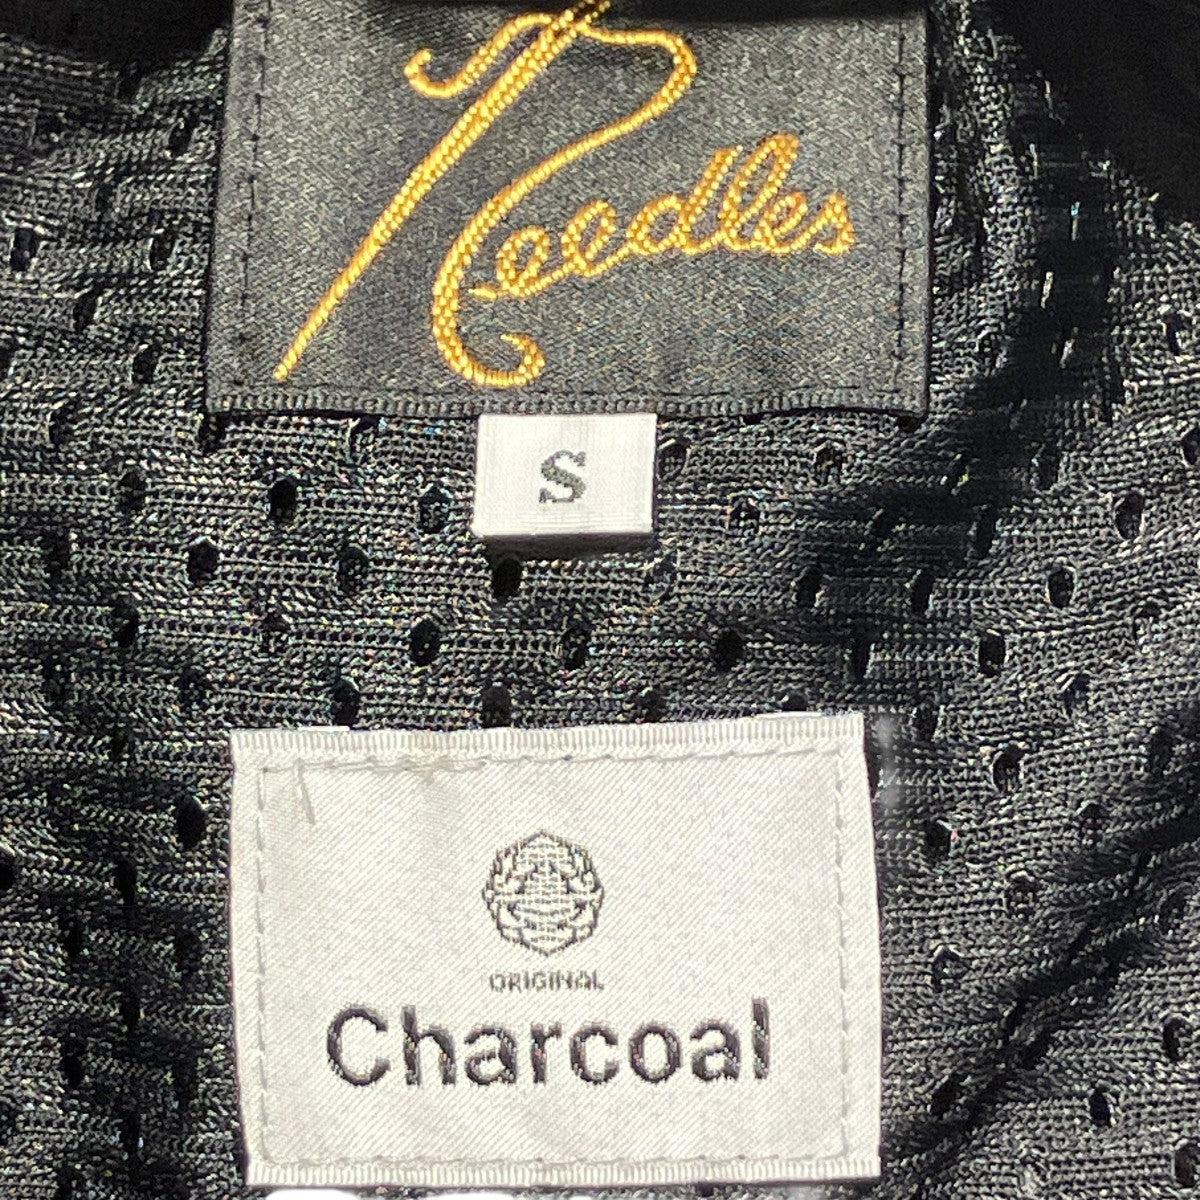 Needles
S
ORIGINAL
Charcoal